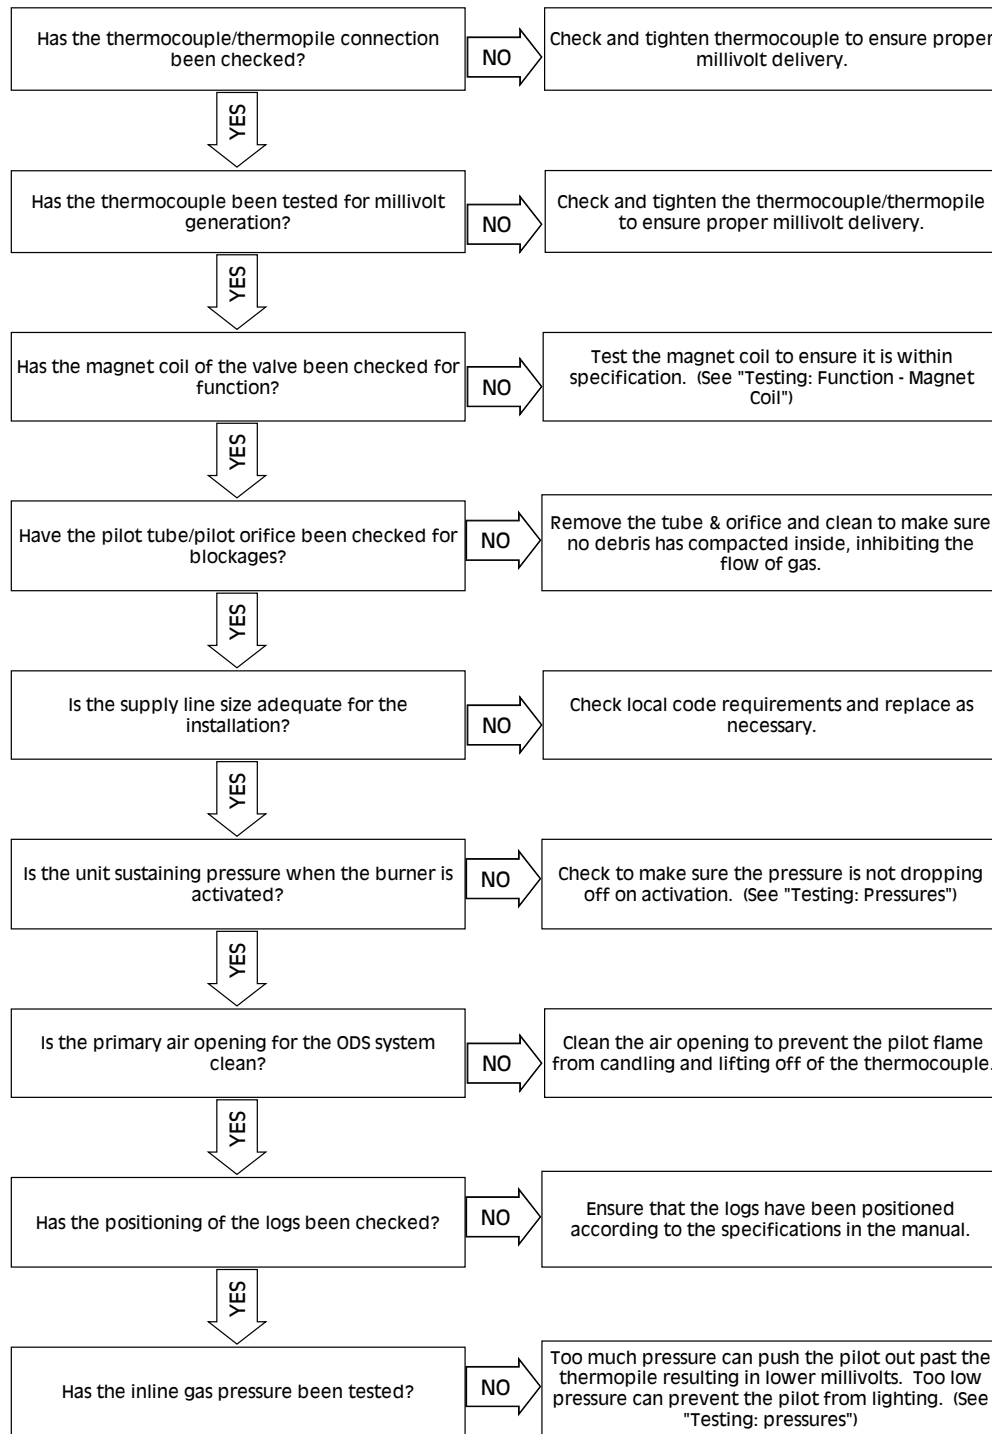 Has the thermocouple/thermopile connection
been checked?
NO
Check and tighten thermocouple to ensure proper
millivolt delivery.
YES
Has the thermocouple been tested for millivolt
generation?
NO
Check and tighten the thermocouple/thermopile
to ensure proper millivolt delivery.
YES
Has the magnet coil of the valve been checked for
function?
NO
Test the magnet coil to ensure it is within
specification.  (See "Testing: Function - Magnet
Coil")
YES
Have the pilot tube/pilot orifice been checked for
blockages?
NO
Remove the tube & orifice and clean to make sure
no debris has compacted inside, inhibiting the
flow of gas.
YES
Is the supply line size adequate for the
installation?
NO
Check local code requirements and replace as
necessary.
YES
Is the unit sustaining pressure when the burner is
activated?
NO
Check to make sure the pressure is not dropping
off on activation.  (See "Testing: Pressures")
YES
Is the primary air opening for the ODS system
clean?
NO
Clean the air opening to prevent the pilot flame
from candling and lifting off of the thermocouple.
YES
Has the positioning of the logs been checked?
NO
Ensure that the logs have been positioned
according to the specifications in the manual.
YES
Has the inline gas pressure been tested?
NO
Too much pressure can push the pilot out past the
thermopile resulting in lower millivolts.  Too low
pressure can prevent the pilot from lighting.  (See
"Testing: pressures")